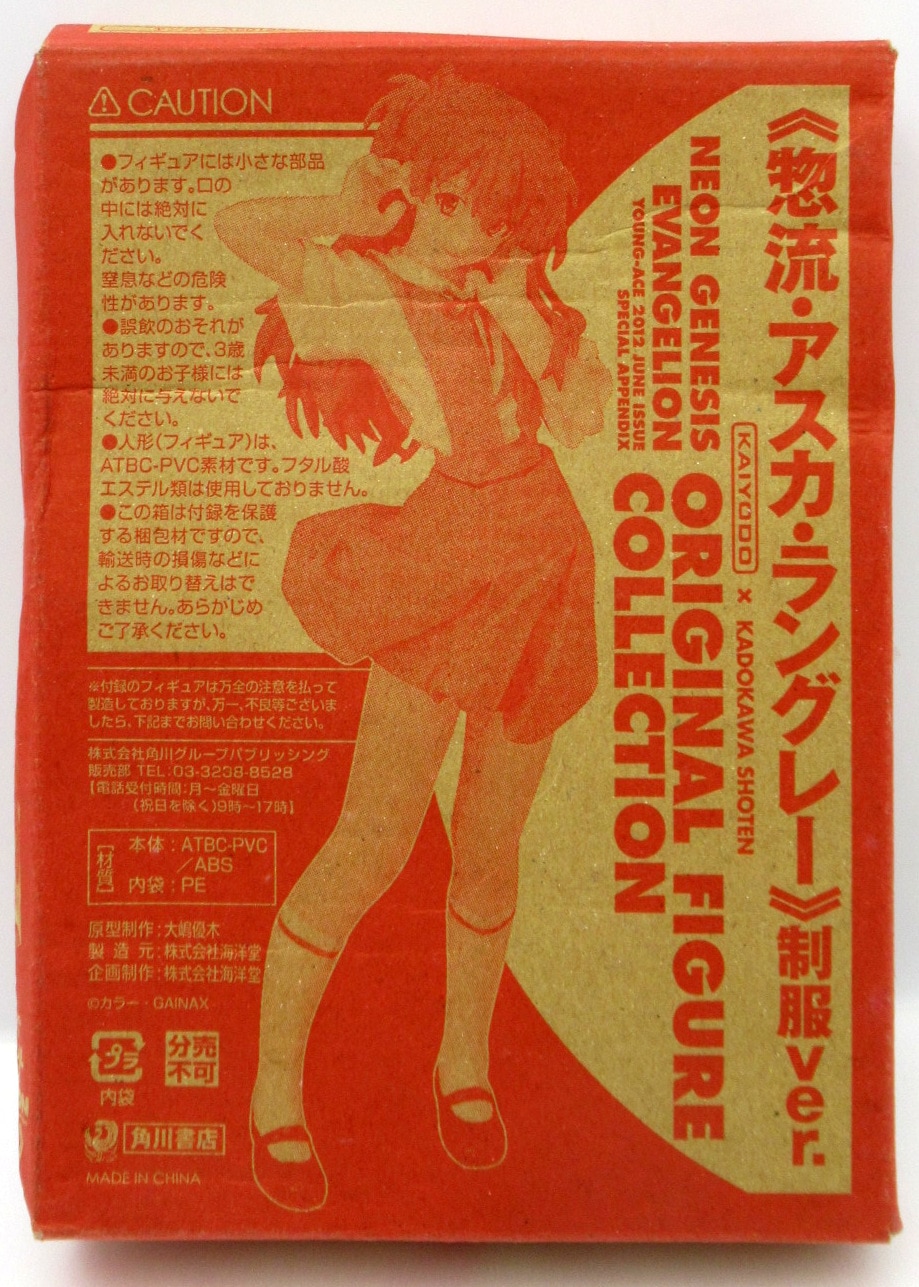 CAUTION
●フィギュアには小さな部品
があります。口の
中には絶対に
入れないでく
ださい。
窒息などの危険
性があります。
●誤飲のおそれが
ありますので、3歳
未満のお子様には
絶対に与えないで
ください。
●人形(フィギュア)は、
ATBC-PVC素材です。フタル酸
エステル類は使用しておりません。
●この箱は付録を保護
する梱包材ですので、
輸送時の損傷などに
よるお取り替えはで
きません。あらかじめ
ご了承ください。
※付録のフィギュアは万全の注意を払って
製造しておりますが、万一、不良等ございま
したら、下記までお問い合わせください。
株式会社角川グループパブリッシング
販売部 TEL:03-3238-8528
【電話受付時間:月〜金曜日
(祝日を除く)9時〜17時】
【材質】
本体:ATBC-PVC
/ABS
内袋:PE
原型制作:大嶋優木
製造元:株式会社海洋堂
企画制作:株式会社海洋堂
©カラー・GAINAX
プラ
内袋
分売
不可
角川書店
MADE IN CHINA
《惣流・アスカ・ラングレー》制服ver.
KAIYODO × KADOKAWA SHOTEN
NEON GENESIS
EVANGELION
YOUNG-ACE 2012 JUNE ISSUE
SPECIAL APPENDIX
ORIGINAL FIGURE
COLLECTION